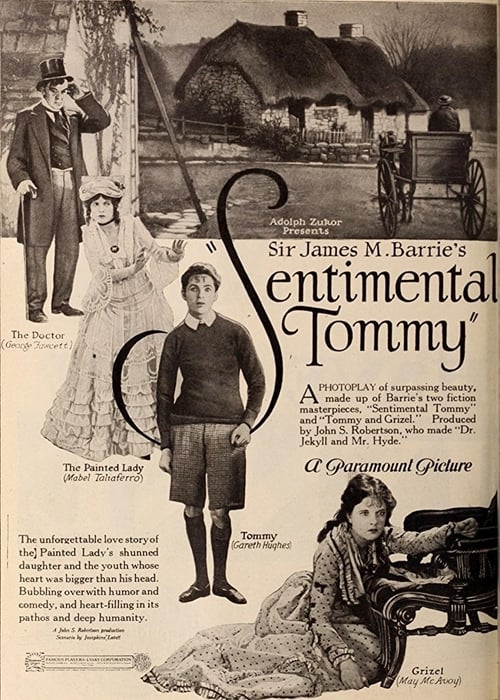 Adolph Zukor
Presents
Sir James M. Barrie's
"Sentimental
Tommy"
The Doctor
(George Fawcett)
A PHOTOPLAY of surpassing beauty,
made up of Barrie's two fiction
masterpieces, "Sentimental Tommy"
and "Tommy and Grizel." Produced
by John S. Robertson, who made "Dr.
Jekyll and Mr. Hyde."
A Paramount Picture
The Painted Lady
(Mabel Taliaferro)
Tommy
(Gareth Hughes)
The unforgettable love story of
the] Painted Lady's shunned
daughter and the youth whose
heart was bigger than his head.
Bubbling over with humor and
comedy, and heart-filling in its
pathos and deep humanity.
A John S. Robertson production
Scenario by Josephine Lovett
FAMOUS PLAYERS-LASKY CORPORATION
Grizel
(May McAvoy)